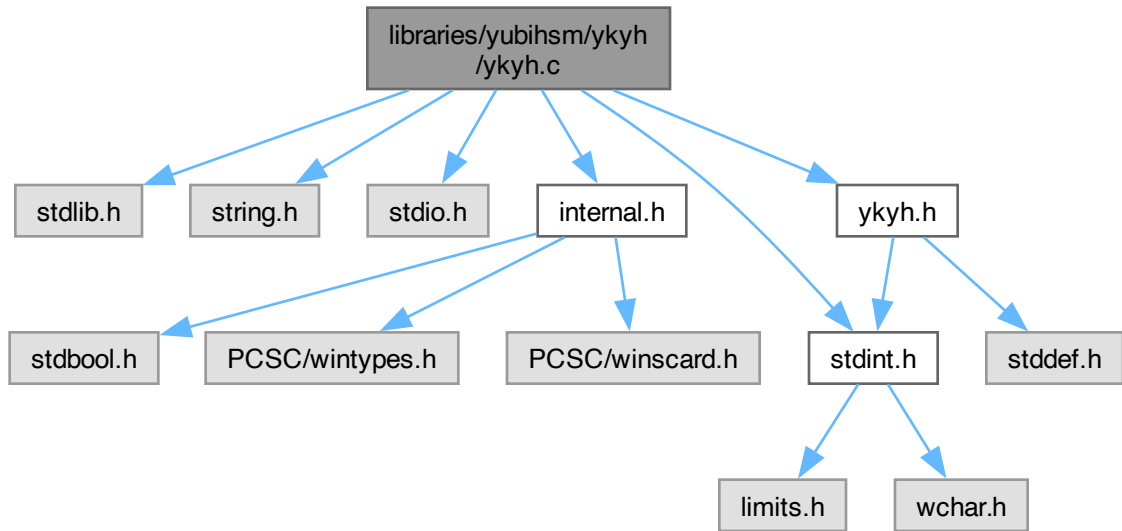 libraries/yubihsm/ykyh
/ykyh.c
stdlib.h
string.h
stdio.h
internal.h
ykyh.h
stdbool.h
PCSC/wintypes.h
PCSC/winscard.h
stdint.h
stddef.h
limits.h
wchar.h